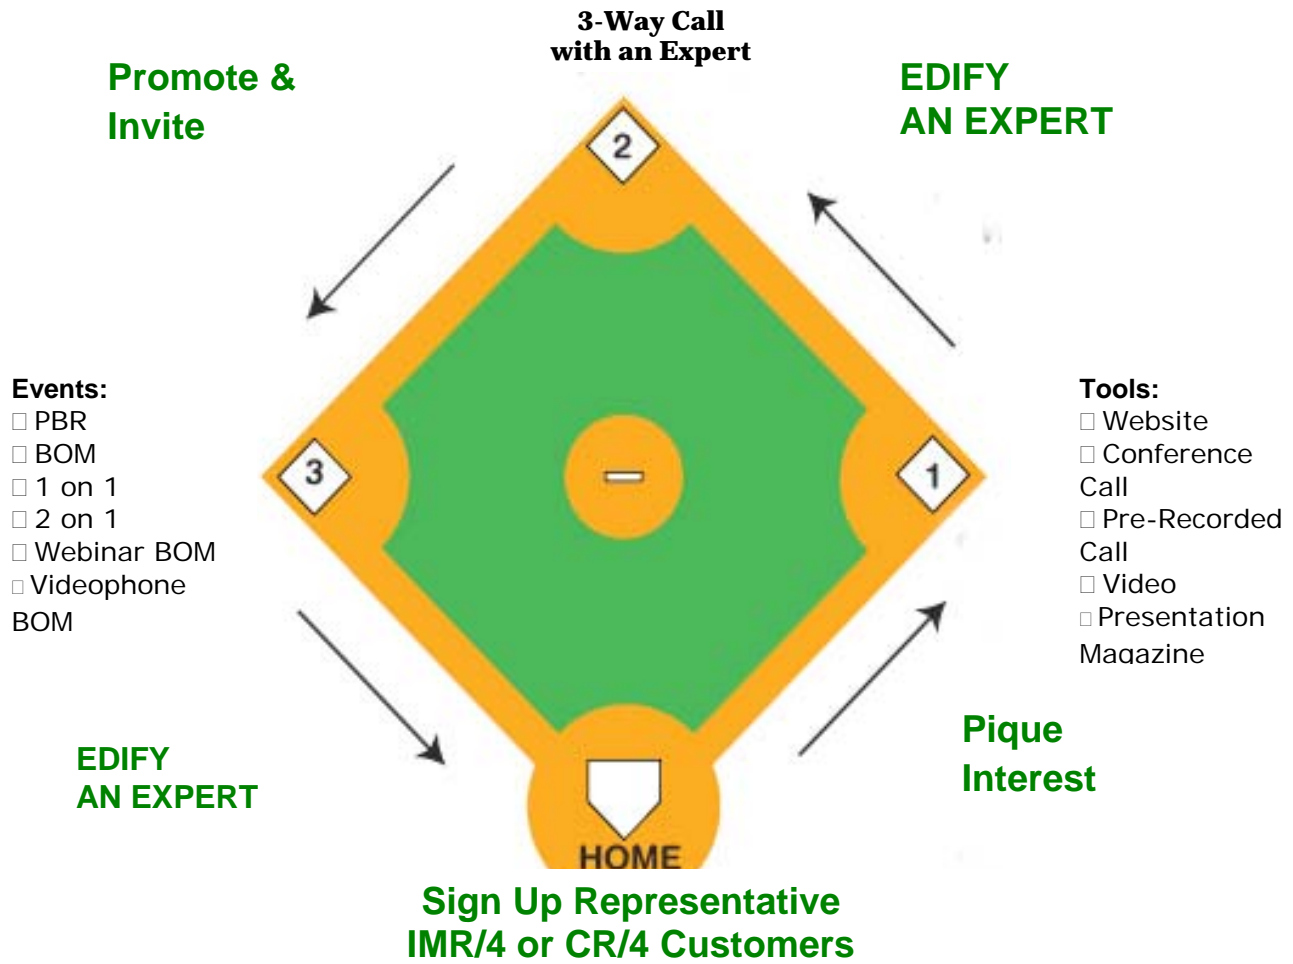 3-Way Call
with an Expert
Promote &
Invite
EDIFY
AN EXPERT
2
Events:
□ PBR
□ BOM
□ 1 on 1
□ 2 on 1
□ Webinar BOM
□ Videophone
BOM
3
1
Tools:
□ Website
□ Conference
Call
□ Pre-Recorded
Call
□ Video
□ Presentation
Magazine
EDIFY
AN EXPERT
Pique
Interest
HOME
Sign Up Representative
IMR/4 or CR/4 Customers